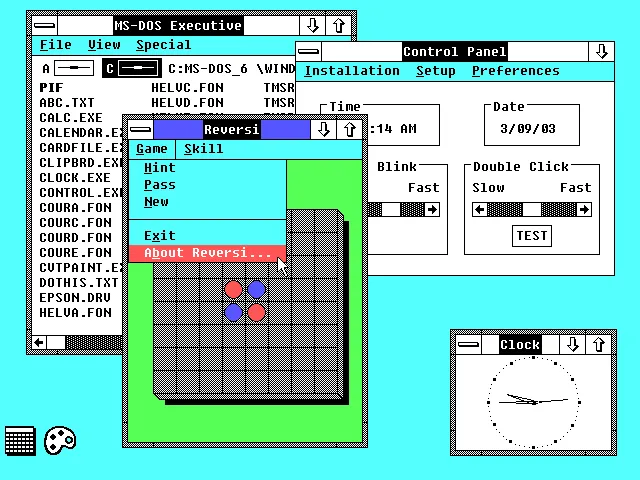 MS-DOS Executive
File View Special
A C C:MS-DOS_6 \WIND
PIF HELVC.FON TMSR
ABC.TXT HELVD.FON TMSR
CALC.EXE
CALENDAR.EX
CARDFILE.EX
CLIPBRD.EX
CLOCK.EXE
CONTROL.EX
COURA.FON
COURC.FON
COURD.FON
COURE.FON
CVTPAINT.EX
DOTHIS.TXT
EPSON.DRV
HELVA.FON
Control Panel
Installation Setup Preferences
Time
:14 AM
Date
3/09/03
Blink
Fast
Double Click
Slow Fast
TEST
Reversi
Game Skill
Hint
Pass
New
Exit
About Reversi...
Clock